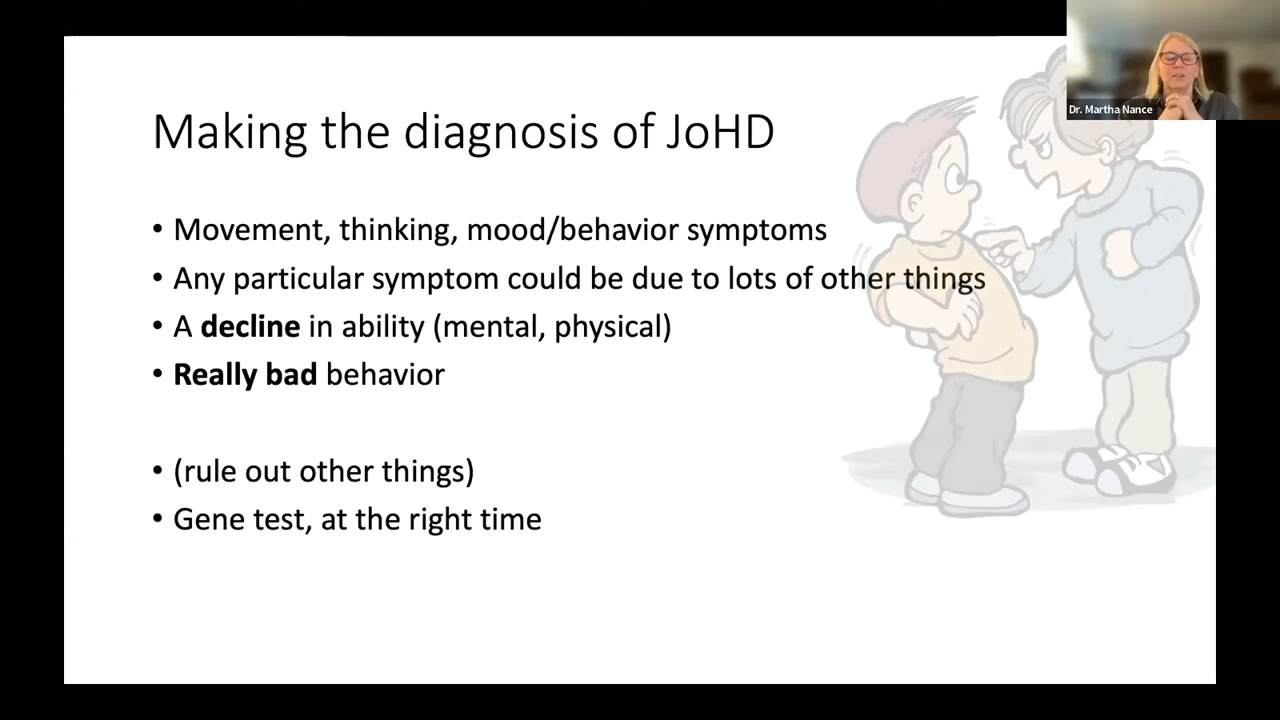 Dr. Martha Nance
Making the diagnosis of JoHD
• Movement, thinking, mood/behavior symptoms
• Any particular symptom could be due to lots of other things
• A decline in ability (mental, physical)
• Really bad behavior
• (rule out other things)
• Gene test, at the right time